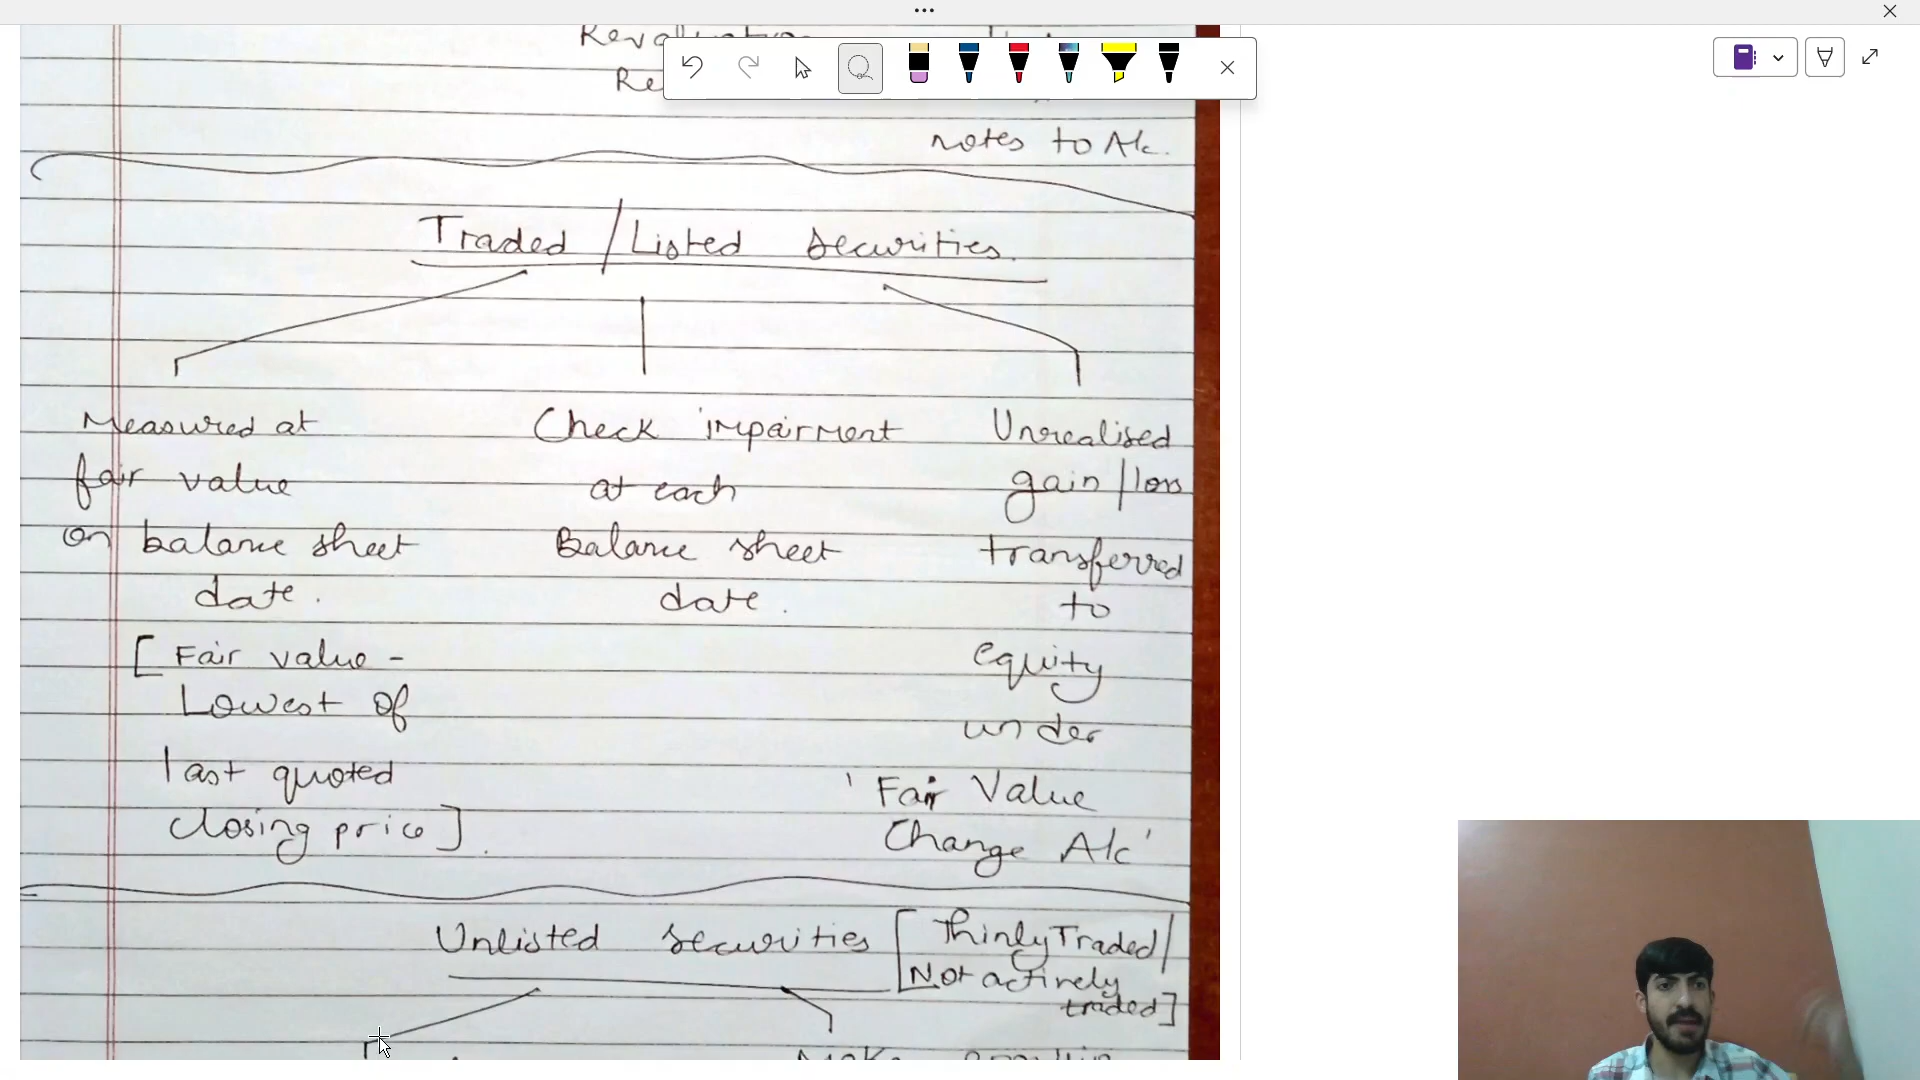 notes to A/c.
Traded / Listed securities.
Measured at
fair value
on balance sheet
date.
[ Fair value -
Lowest of
last quoted
closing price ].
Check impairment
at each
Balance sheet
date.
Unrealised
gain / loss
transferred
to
equity
under
' Fair Value
Change A/c '
Unlisted securities
[ Thinly Traded /
Not actively
traded ]